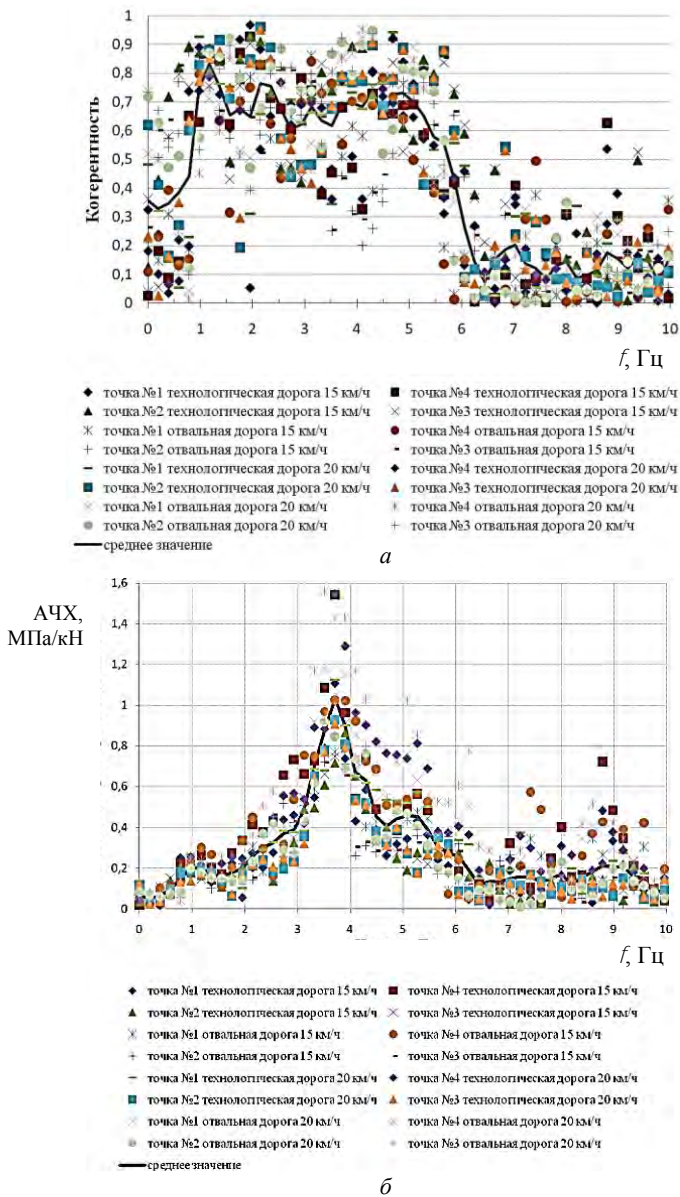 Когерентность
1
0,9
0,8
0,7
0,6
0,5
0,4
0,3
0,2
0,1
0
0 1 2 3 4 5 6 7 8 9 10
f, Гц
точка №1 технологическая дорога 15 км/ч
точка №4 технологическая дорога 15 км/ч
точка №2 технологическая дорога 15 км/ч
точка №3 технологическая дорога 15 км/ч
точка №1 отвальная дорога 15 км/ч
точка №4 отвальная дорога 15 км/ч
точка №2 отвальная дорога 15 км/ч
точка №3 отвальная дорога 15 км/ч
точка №1 технологическая дорога 20 км/ч
точка №4 технологическая дорога 20 км/ч
точка №2 технологическая дорога 20 км/ч
точка №3 технологическая дорога 20 км/ч
точка №1 отвальная дорога 20 км/ч
точка №4 отвальная дорога 20 км/ч
точка №2 отвальная дорога 20 км/ч
точка №3 отвальная дорога 20 км/ч
среднее значение
а
АЧХ,
МПа/кН
1,6
1,4
1,2
1
0,8
0,6
0,4
0,2
0
0 1 2 3 4 5 6 7 8 9 10
f, Гц
точка №1 технологическая дорога 15 км/ч
точка №4 технологическая дорога 15 км/ч
точка №2 технологическая дорога 15 км/ч
точка №3 технологическая дорога 15 км/ч
точка №1 отвальная дорога 15 км/ч
точка №4 отвальная дорога 15 км/ч
точка №2 отвальная дорога 15 км/ч
точка №3 отвальная дорога 15 км/ч
точка №1 технологическая дорога 20 км/ч
точка №4 технологическая дорога 20 км/ч
точка №2 технологическая дорога 20 км/ч
точка №3 технологическая дорога 20 км/ч
точка №1 отвальная дорога 20 км/ч
точка №4 отвальная дорога 20 км/ч
точка №2 отвальная дорога 20 км/ч
точка №3 отвальная дорога 20 км/ч
среднее значение
б